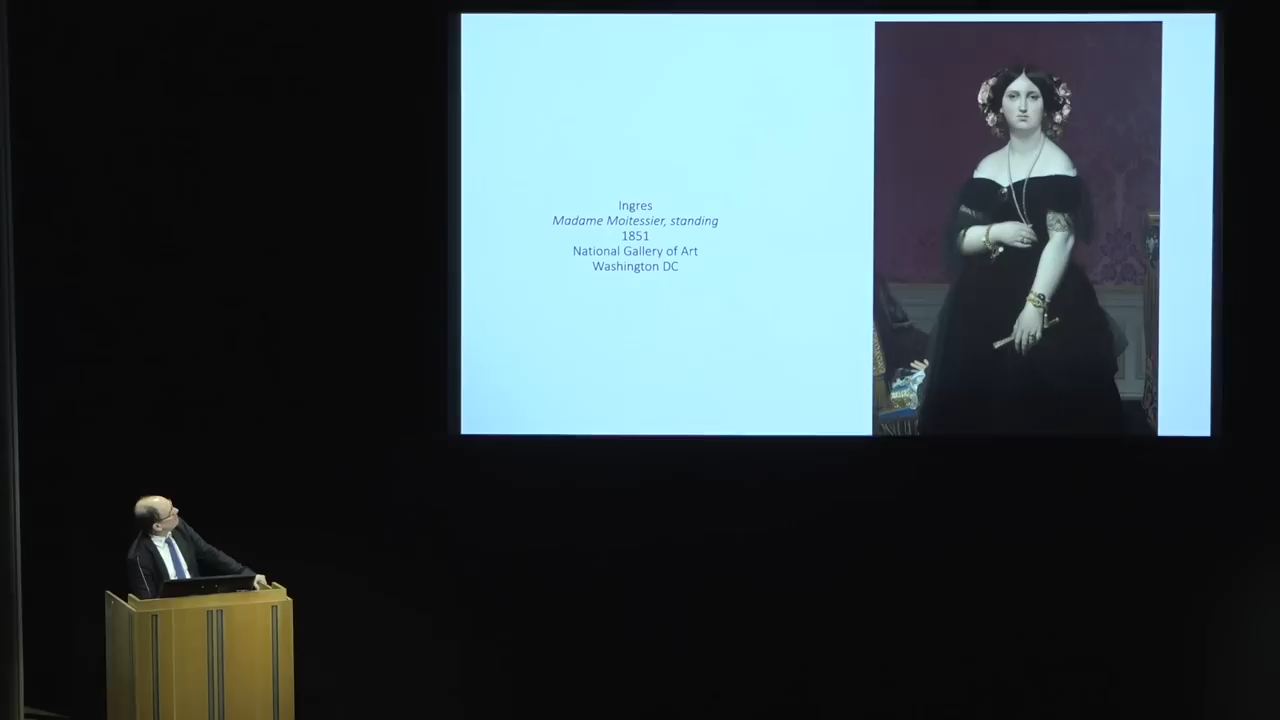 Ingres
Madame Moitessier, standing
1851
National Gallery of Art
Washington DC